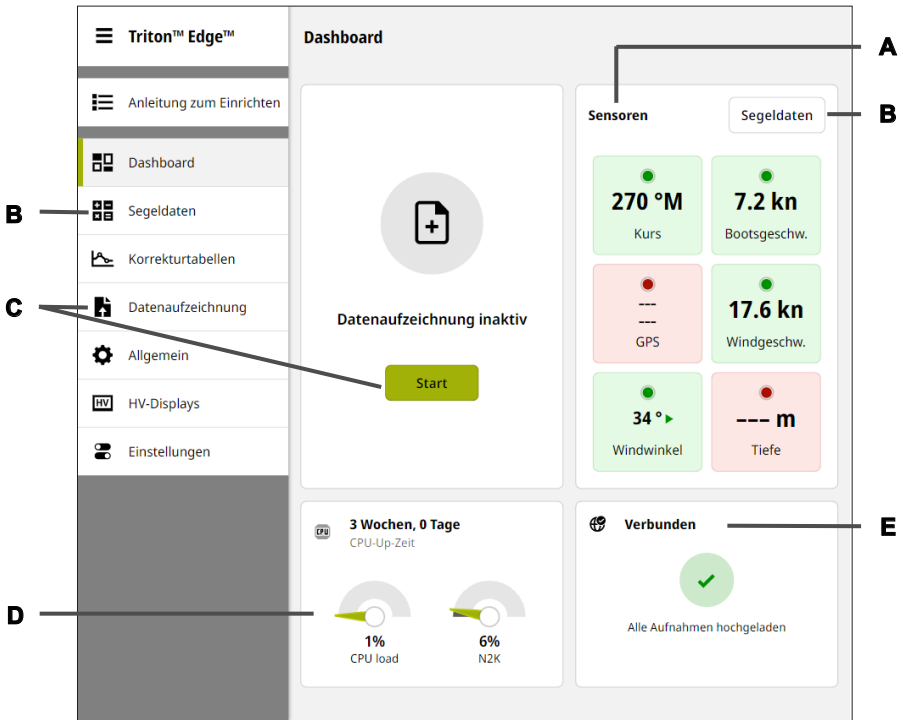 Triton™ Edge™
Dashboard
A
Anleitung zum Einrichten
Sensoren
Segeldaten
B
Dashboard
270 °M
Kurs
7.2 kn
Bootsgeschw.
B
Segeldaten
Korrekturtabellen
C
Datenaufzeichnung
Datenaufzeichnung inaktiv
---
---
GPS
17.6 kn
Windgeschw.
Allgemein
Start
HV
HV-Displays
34 °
Windwinkel
--- m
Tiefe
Einstellungen
CPU
3 Wochen, 0 Tage
CPU-Up-Zeit
Verbunden
E
D
1%
CPU load
6%
N2K
Alle Aufnahmen hochgeladen